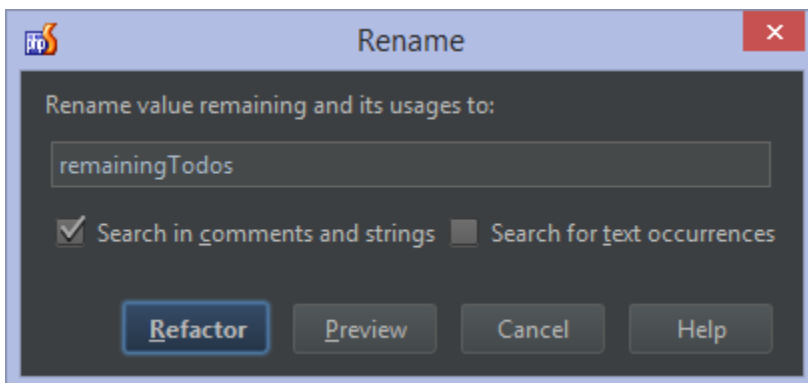 Rename
Rename value remaining and its usages to:
remainingTodos
Search in comments and strings Search for text occurrences
Refactor Preview Cancel Help